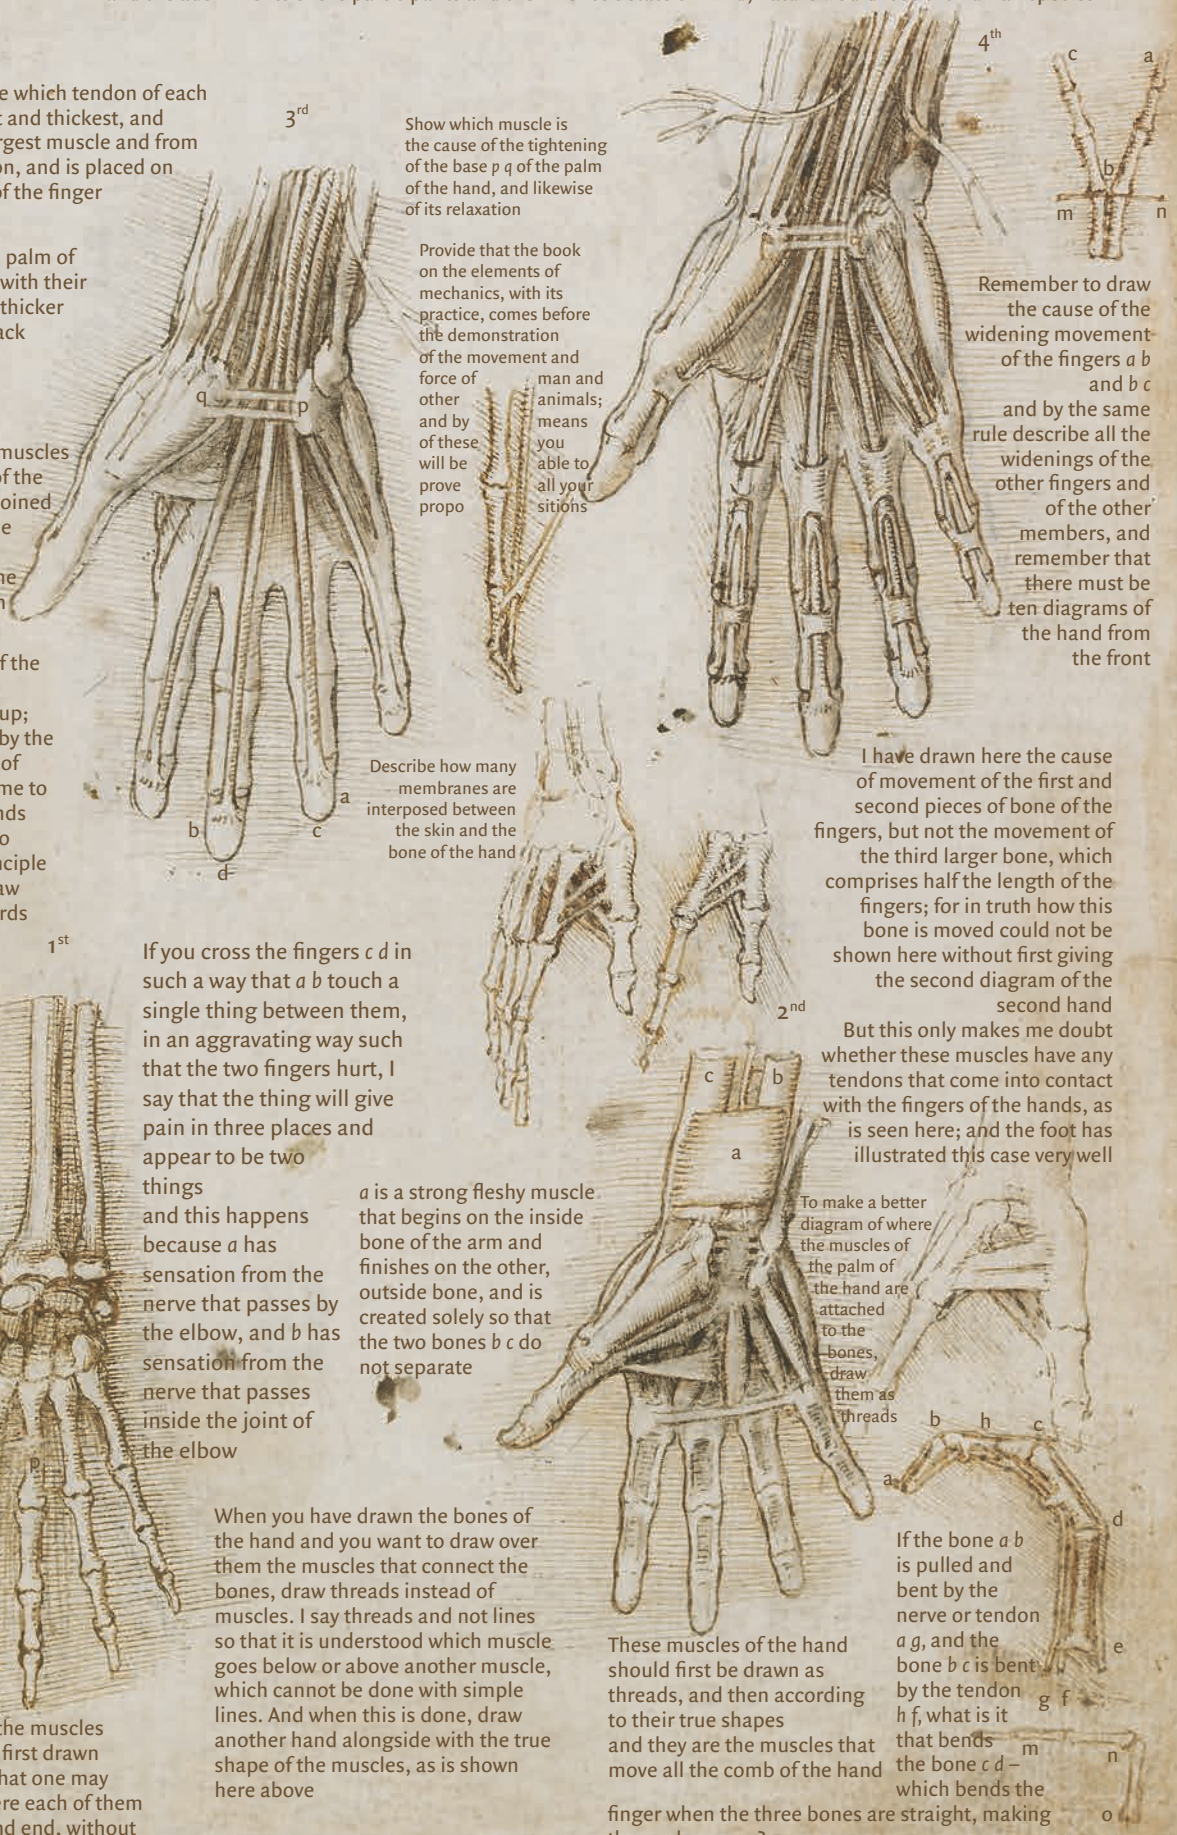 e which tendon of each
t and thickest, and
rgest muscle and from
on, and is placed on
of the finger
palm of
with their
thicker
ack
muscles
of the
oined
e
ne
n
f the
up;
by the
of
me to
nds
o
nciple
aw
rds
3rd
Show which muscle is
the cause of the tightening
of the base p q of the palm
of the hand, and likewise
of its relaxation
Provide that the book
on the elements of
mechanics, with its
practice, comes before
the demonstration
of the movement and
force of man and
other animals;
and by means
of these you
will be able to
prove all your
propo sitions
q
p
a
b
c
d
4th
c
a
b
m
n
Remember to draw
the cause of the
widening movement
of the fingers a b
and b c
and by the same
rule describe all the
widenings of the
other fingers and
of the other
members, and
remember that
there must be
ten diagrams of
the hand from
the front
Describe how many
membranes are
interposed between
the skin and the
bone of the hand
I have drawn here the cause
of movement of the first and
second pieces of bone of the
fingers, but not the movement of
the third larger bone, which
comprises half the length of the
fingers; for in truth how this
bone is moved could not be
shown here without first giving
the second diagram of the
second hand
But this only makes me doubt
whether these muscles have any
tendons that come into contact
with the fingers of the hands, as
is seen here; and the foot has
illustrated this case very well
1st
If you cross the fingers c d in
such a way that a b touch a
single thing between them,
in an aggravating way such
that the two fingers hurt, I
say that the thing will give
pain in three places and
appear to be two
things
and this happens
because a has
sensation from the
nerve that passes by
the elbow, and b has
sensation from the
nerve that passes
inside the joint of
the elbow
p
2nd
c
b
a
a is a strong fleshy muscle
that begins on the inside
bone of the arm and
finishes on the other,
outside bone, and is
created solely so that
the two bones b c do
not separate
To make a better
diagram of where
the muscles of
the palm of
the hand are
attached
to the
bones,
draw
them as
threads
b
h
c
a
d
e
g
f
m
n
o
When you have drawn the bones of
the hand and you want to draw over
them the muscles that connect the
bones, draw threads instead of
muscles. I say threads and not lines
so that it is understood which muscle
goes below or above another muscle,
which cannot be done with simple
lines. And when this is done, draw
another hand alongside with the true
shape of the muscles, as is shown
here above
If the bone a b
is pulled and
bent by the
nerve or tendon
a g, and the
bone b c is bent
by the tendon
h f, what is it
that bends
the bone c d –
which bends the
These muscles of the hand
should first be drawn as
threads, and then according
to their true shapes
and they are the muscles that
move all the comb of the hand
finger when the three bones are straight, making
the muscles
first drawn
hat one may
ere each of them
nd end, without